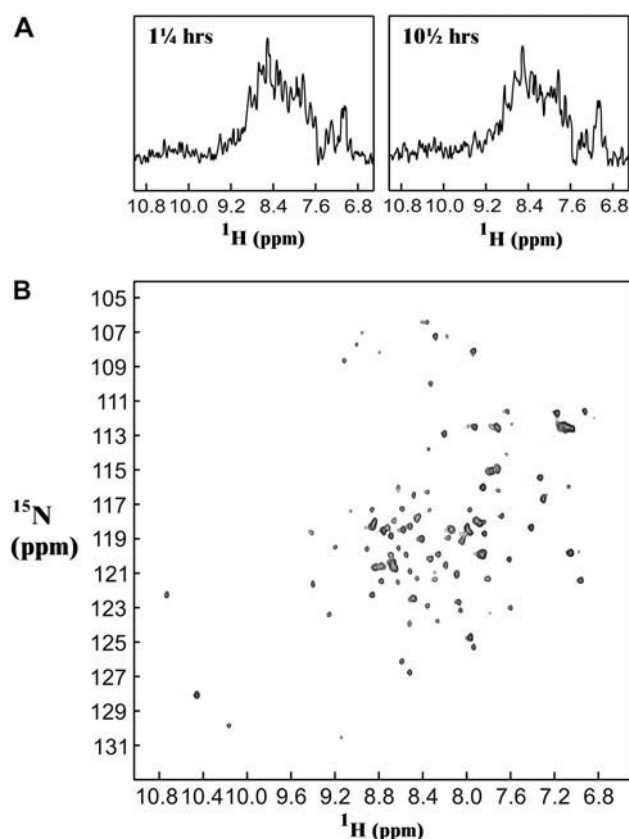 A
1¼ hrs
10½ hrs
10.8 10.0 9.2 8.4 7.6 6.8
10.8 10.0 9.2 8.4 7.6 6.8
¹H (ppm)
¹H (ppm)
B
105
107
109
111
113
115
117
119
121
123
125
127
129
131
¹⁵N
(ppm)
10.8 10.4 10.0 9.6 9.2 8.8 8.4 8.0 7.6 7.2 6.8
¹H (ppm)